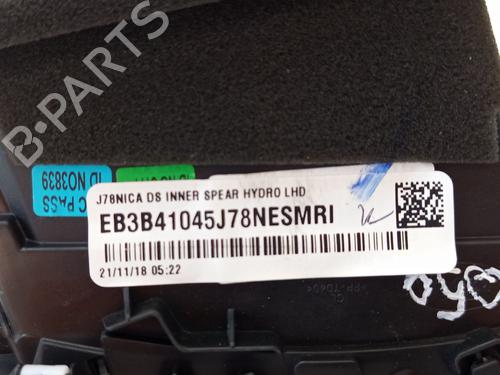 B-PARTS
C PASS
ID NO3839
J78NICA DS INNER SPEAR HYDRO LHD
EB3B41045J78NESMRI
21/11/18 05:22